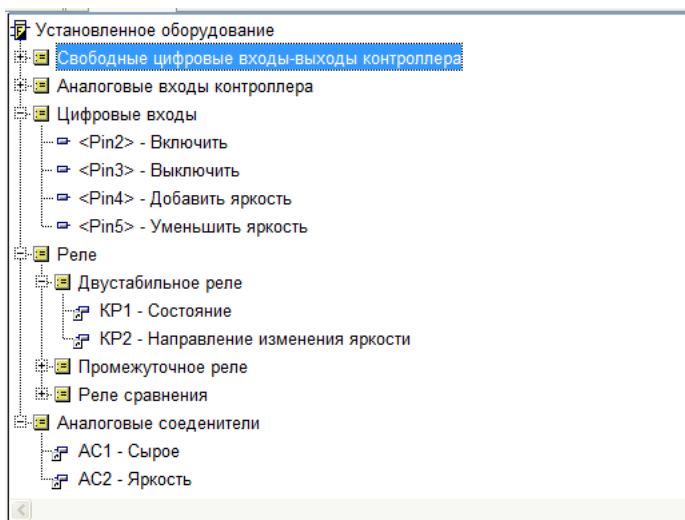 Установленное оборудование
Свободные цифровые входы-выходы контроллера
Аналоговые входы контроллера
Цифровые входы
<Pin2> - Включить
<Pin3> - Выключить
<Pin4> - Добавить яркость
<Pin5> - Уменьшить яркость
Реле
Двустабильное реле
КР1 - Состояние
КР2 - Направление изменения яркости
Промежуточное реле
Реле сравнения
Аналоговые соеденители
АС1 - Сырое
АС2 - Яркость